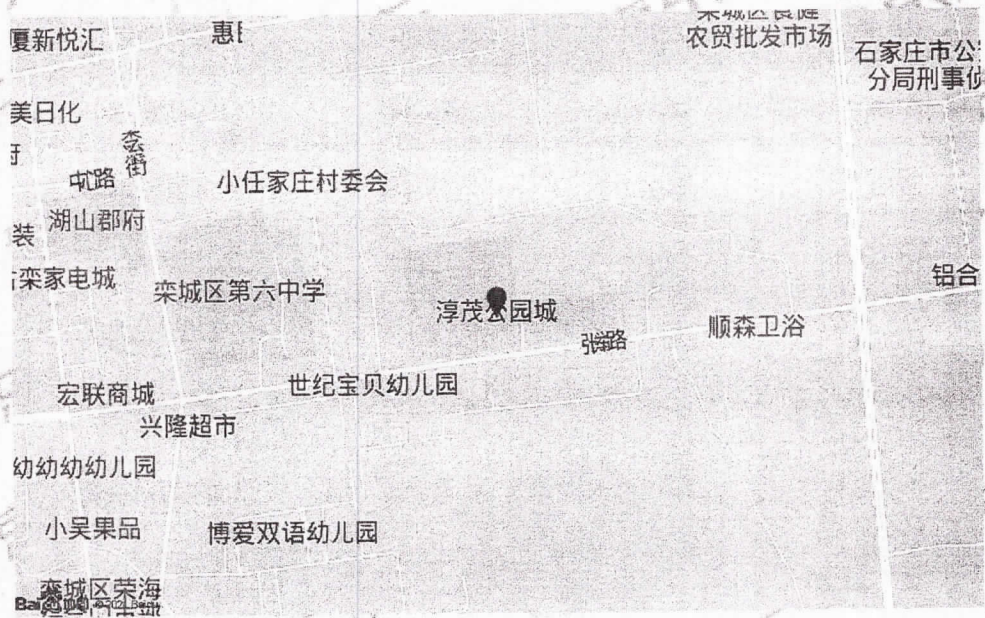 厦新悦汇
农贸批发市场
石家庄市公
分局刑事侦
美日化
小任家庄村委会
湖山郡府
装
栾家电城
栾城区第六中学
淳茂公园城
铝合
顺森卫浴
世纪宝贝幼儿园
宏联商城
兴隆超市
幼幼幼幼儿园
小吴果品
博爱双语幼儿园
栾城区荣海